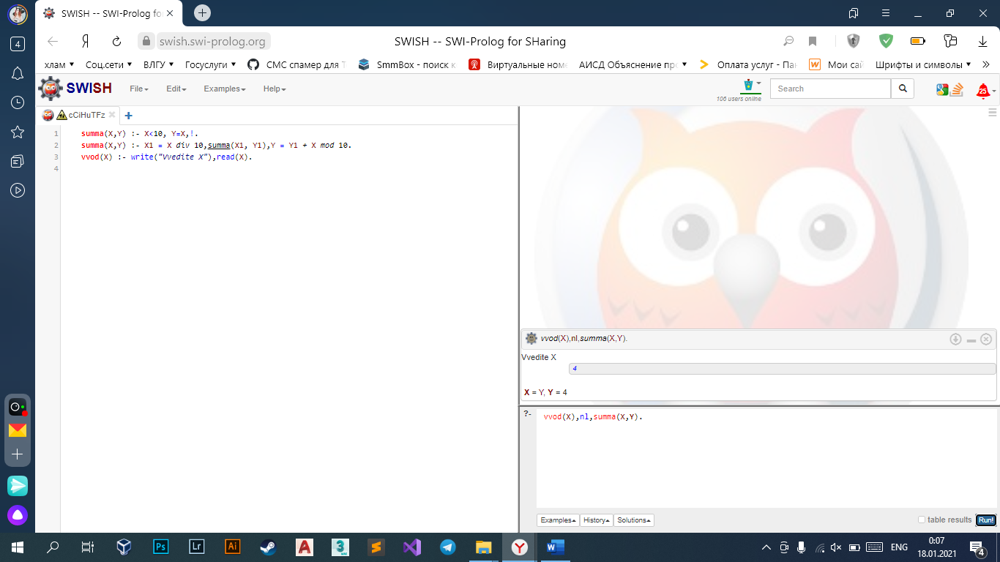 SWISH -- SWI-Prolog fo
4
swish.swi-prolog.org
SWISH -- SWI-Prolog for SHaring
хлам Соц.сети ВЛГУ Госуслуги СМС спамер для SmmBox - поиск к Виртуальные номе АИСД Объяснение пр Оплата услуг - Па Мои сай Шрифты и символы
SWISH File Edit Examples Help
106 users online
Search
25
cCiHuTFz
1 summa(X,Y) :- X<10, Y=X,!.
2 summa(X,Y) :- X1 = X div 10,summa(X1, Y1),Y = Y1 + X mod 10.
3 vvod(X) :- write("Vvedite X"),read(X).
4
vvod(X),nl,summa(X,Y).
Vvedite X
4
X = Y, Y = 4
?- vvod(X),nl,summa(X,Y).
Examples History Solutions table results Run!
Ps Lr Ai A 3 S Y W
ENG
0:07
18.01.2021
4